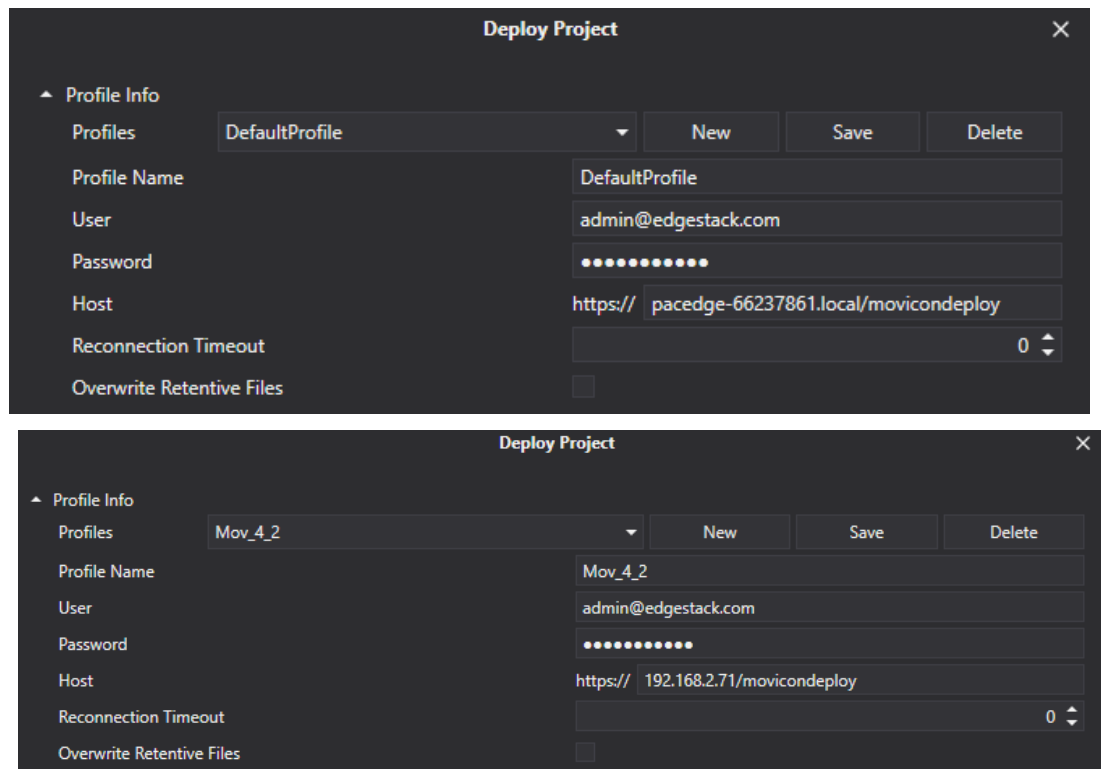 Deploy Project
Profile Info
Profiles DefaultProfile New Save Delete
Profile Name DefaultProfile
User admin@edgestack.com
Password •••••••••••
Host https:// pacedge-66237861.local/movicondeploy
Reconnection Timeout 0
Overwrite Retentive Files
Deploy Project
Profile Info
Profiles Mov_4_2 New Save Delete
Profile Name Mov_4_2
User admin@edgestack.com
Password •••••••••••
Host https:// 192.168.2.71/movicondeploy
Reconnection Timeout 0
Overwrite Retentive Files